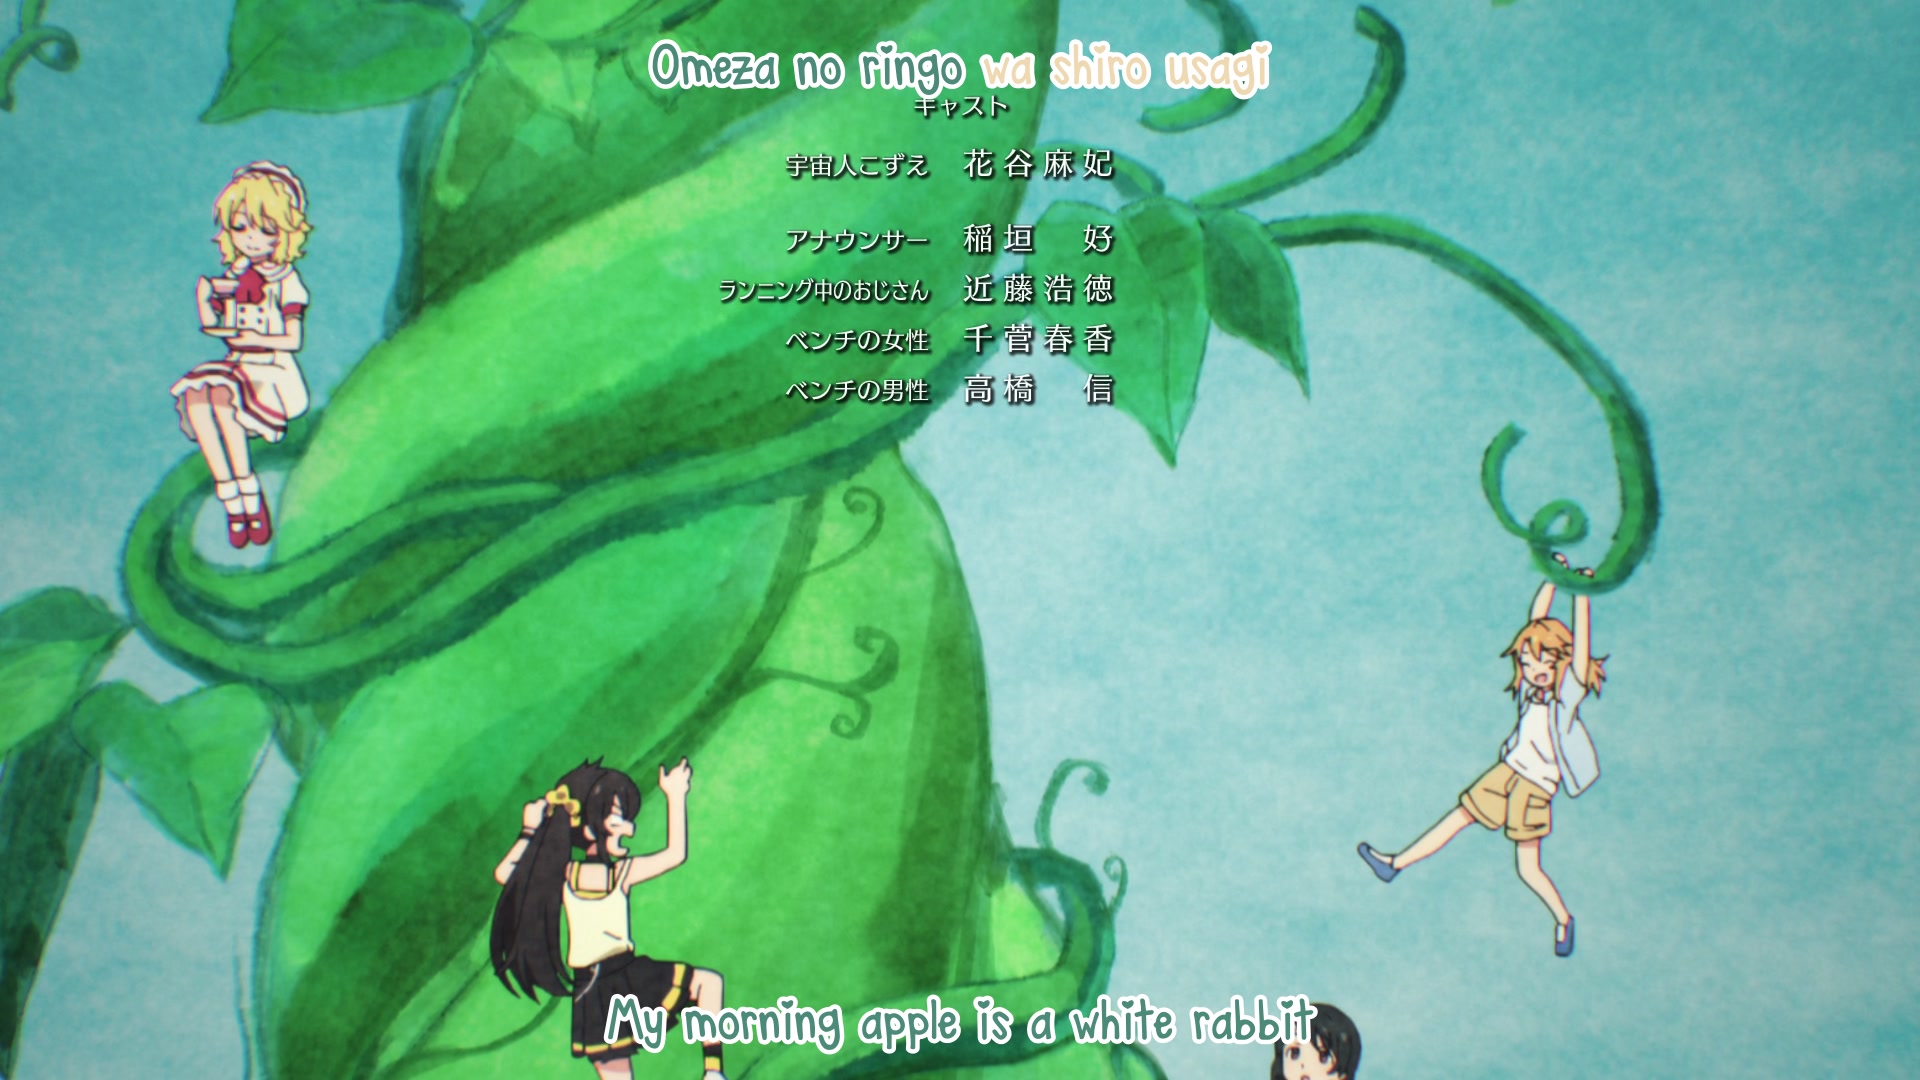 Omeza no ringo wa shiro usagi
キャスト
宇宙人こずえ 花谷麻妃
アナウンサー 稲垣 好
ランニング中のおじさん 近藤浩徳
ベンチの女性 千菅春香
ベンチの男性 高橋 信
My morning apple is a white rabbit